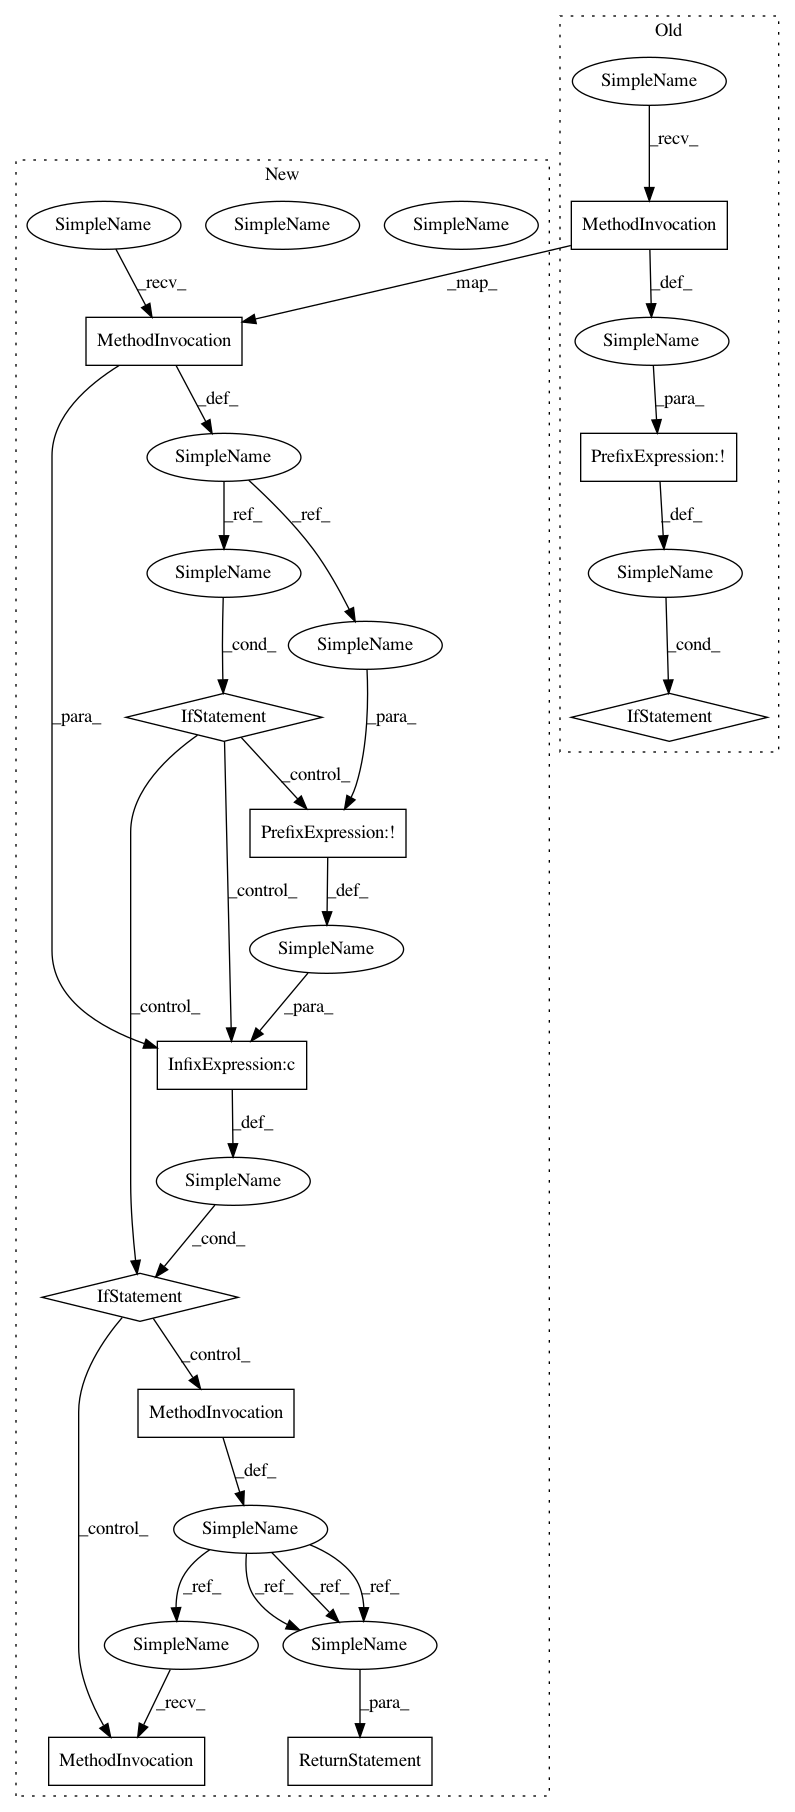 Old
SimpleName
_recv_
New
SimpleName
SimpleName
SimpleName
MethodInvocation
_recv_
_map_
_def_
MethodInvocation
SimpleName
_def_
_para_
SimpleName
PrefixExpression:!
_ref_
_ref_
_def_
SimpleName
SimpleName
SimpleName
_cond_
_cond_
_para_
IfStatement
_para_
IfStatement
_control_
PrefixExpression:!
_control_
_def_
SimpleName
_control_
_para_
InfixExpression:c
_def_
SimpleName
_cond_
IfStatement
_control_
MethodInvocation
_def_
_control_
SimpleName
_ref_
_ref_
_ref_
_ref_
SimpleName
SimpleName
_recv_
_para_
MethodInvocation
ReturnStatement